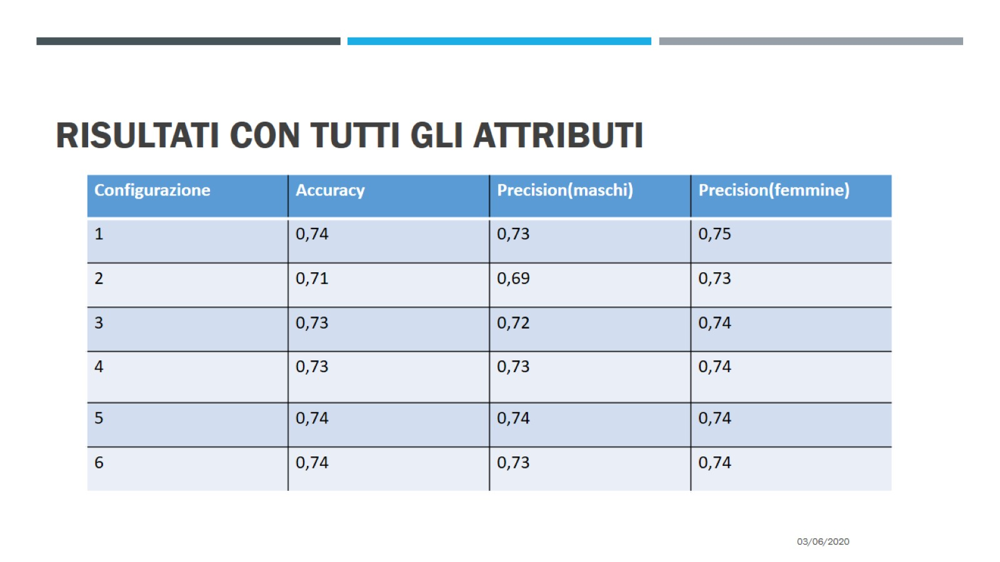 RISULTATI CON TUTTI GLI ATTRIBUTI
Configurazione Accuracy Precision(maschi) Precision(femmine)
1 0,74 0,73 0,75
2 0,71 0,69 0,73
3 0,73 0,72 0,74
4 0,73 0,73 0,74
5 0,74 0,74 0,74
6 0,74 0,73 0,74
03/06/2020